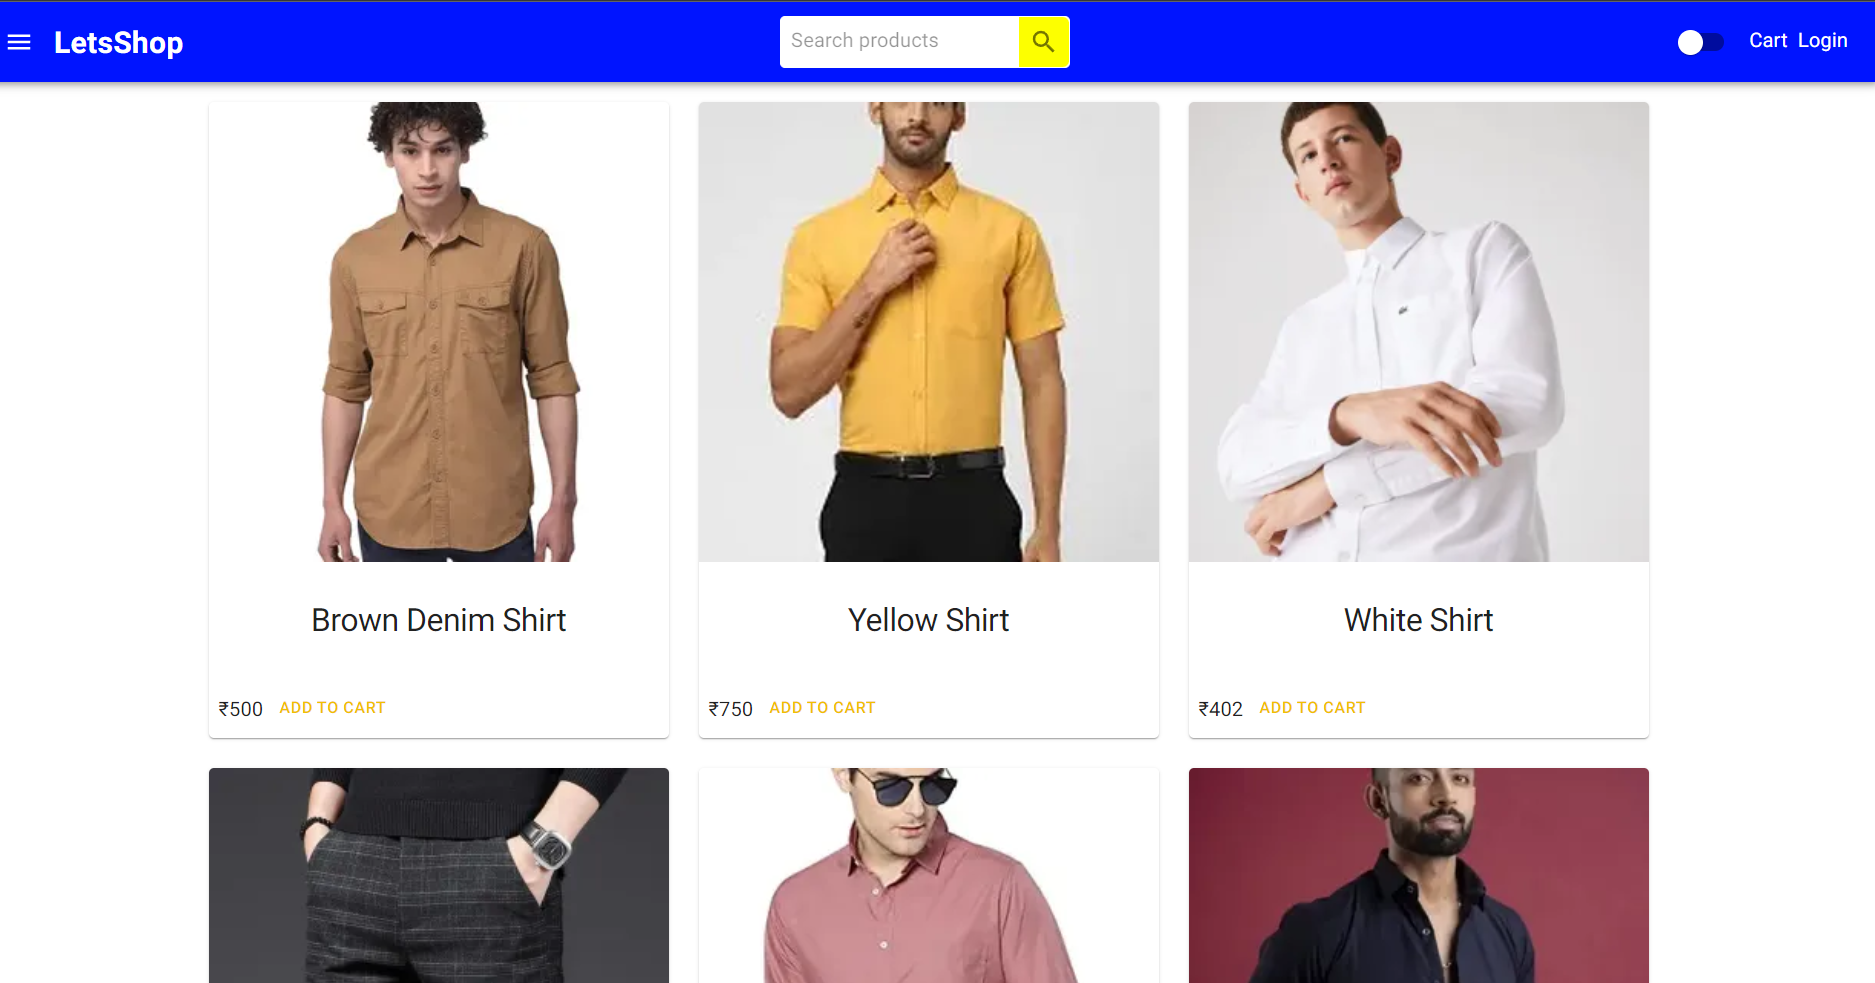 LetsShop
Search products
Cart Login
Brown Denim Shirt
Yellow Shirt
White Shirt
₹500 ADD TO CART
₹750 ADD TO CART
₹402 ADD TO CART